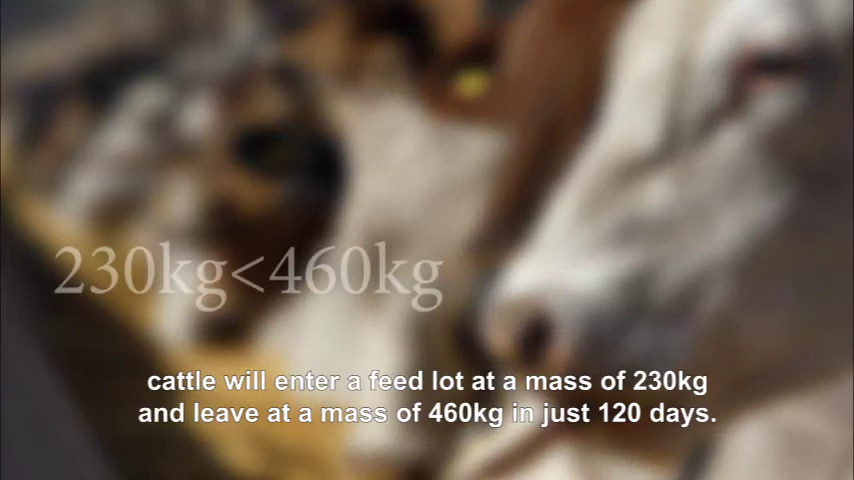 230kg<460kg
cattle will enter a feed lot at a mass of 230kg
and leave at a mass of 460kg in just 120 days.